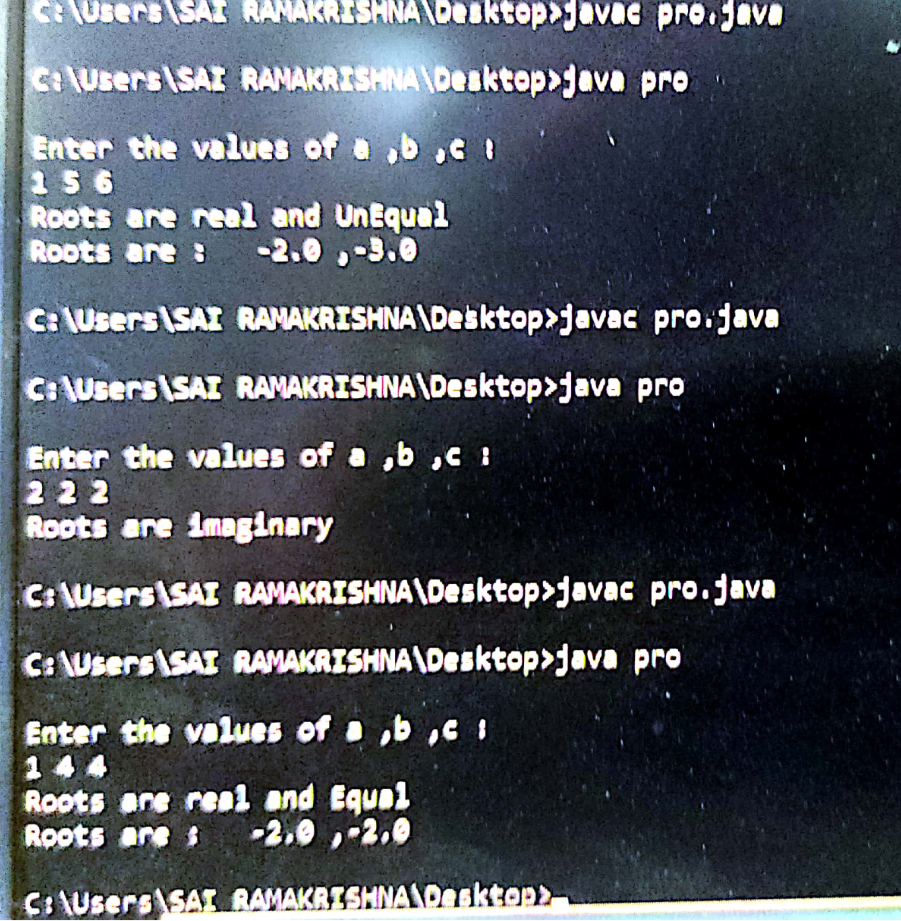 C:\Users\SAI RAMAKRISHNA\Desktop>javac pro.java
C:\Users\SAI RAMAKRISHNA\Desktop>java pro
Enter the values of a ,b ,c :
1 5 6
Roots are real and UnEqual
Roots are :   -2.0 ,-3.0
C:\Users\SAI RAMAKRISHNA\Desktop>javac pro.java
C:\Users\SAI RAMAKRISHNA\Desktop>java pro
Enter the values of a ,b ,c :
2 2 2
Roots are imaginary
C:\Users\SAI RAMAKRISHNA\Desktop>javac pro.java
C:\Users\SAI RAMAKRISHNA\Desktop>java pro
Enter the values of a ,b ,c :
1 4 4
Roots are real and Equal
Roots are :   -2.0 ,-2.0
C:\Users\SAI RAMAKRISHNA\Desktop>